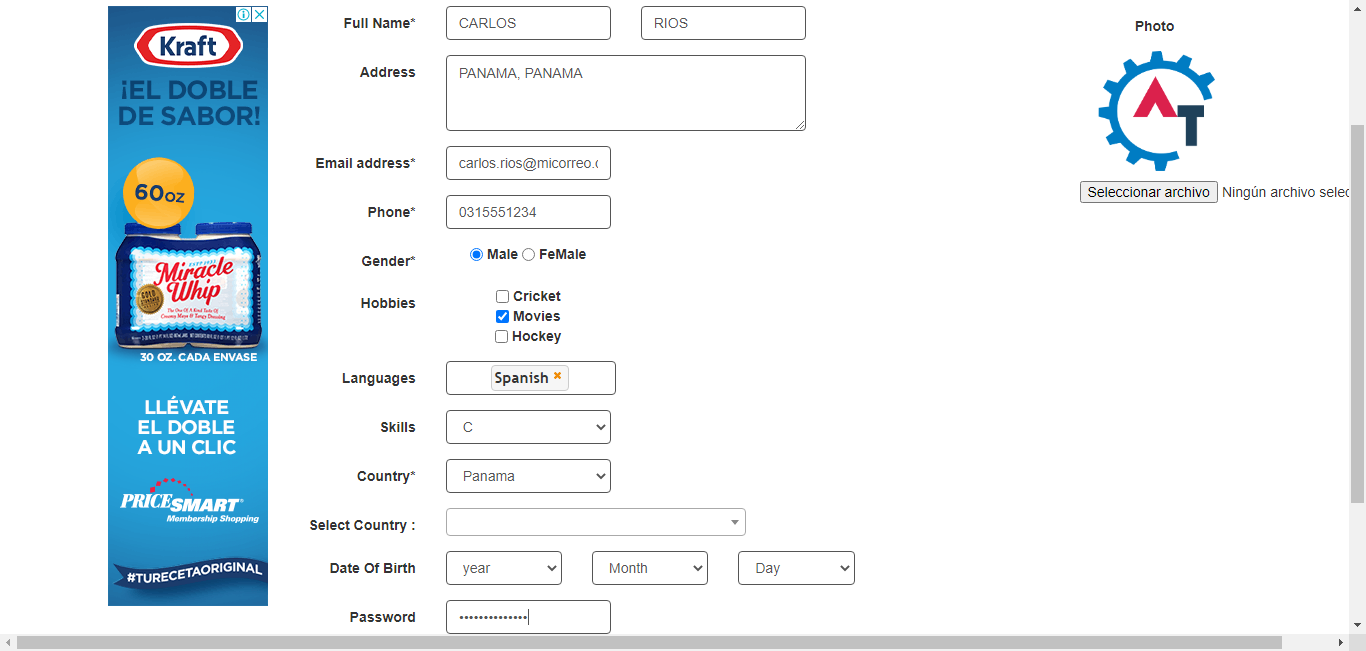 Kraft
¡EL DOBLE
DE SABOR!
60 OZ
Miracle
Whip
30 OZ. CADA ENVASE
LLÉVATE
EL DOBLE
A UN CLIC
PRICESMART
Membership Shopping
#TURECETAORIGINAL
Full Name* CARLOS RIOS
Address PANAMA, PANAMA
Email address* carlos.rios@micorreo.c
Phone* 0315551234
Gender* Male FeMale
Hobbies Cricket
Movies
Hockey
Languages Spanish
Skills C
Country* Panama
Select Country :
Date Of Birth year Month Day
Password
Photo
AT
Seleccionar archivo Ningún archivo selec